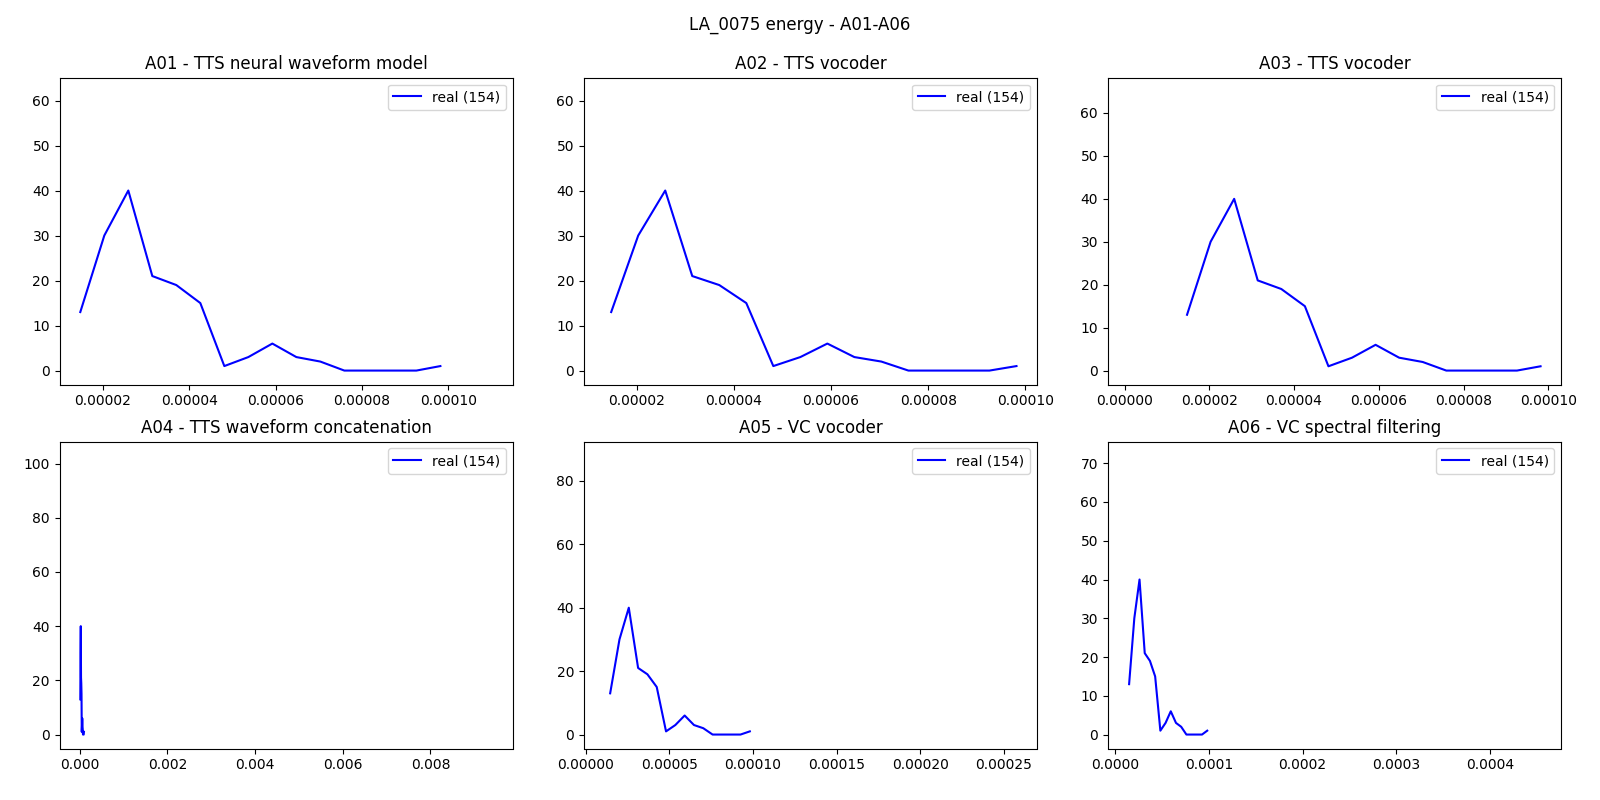 LA_0075 energy - A01-A06
A01 - TTS neural waveform model
A02 - TTS vocoder
A03 - TTS vocoder
real (154)
real (154)
real (154)
60
50
40
30
20
10
0
60
50
40
30
20
10
0
60
50
40
30
20
10
0
0.00002 0.00004 0.00006 0.00008 0.00010
0.00002 0.00004 0.00006 0.00008 0.00010
0.00000 0.00002 0.00004 0.00006 0.00008 0.00010
A04 - TTS waveform concatenation
A05 - VC vocoder
A06 - VC spectral filtering
real (154)
real (154)
real (154)
100
80
60
40
20
0
80
60
40
20
0
70
60
50
40
30
20
10
0
0.000 0.002 0.004 0.006 0.008
0.00000 0.00005 0.00010 0.00015 0.00020 0.00025
0.0000 0.0001 0.0002 0.0003 0.0004